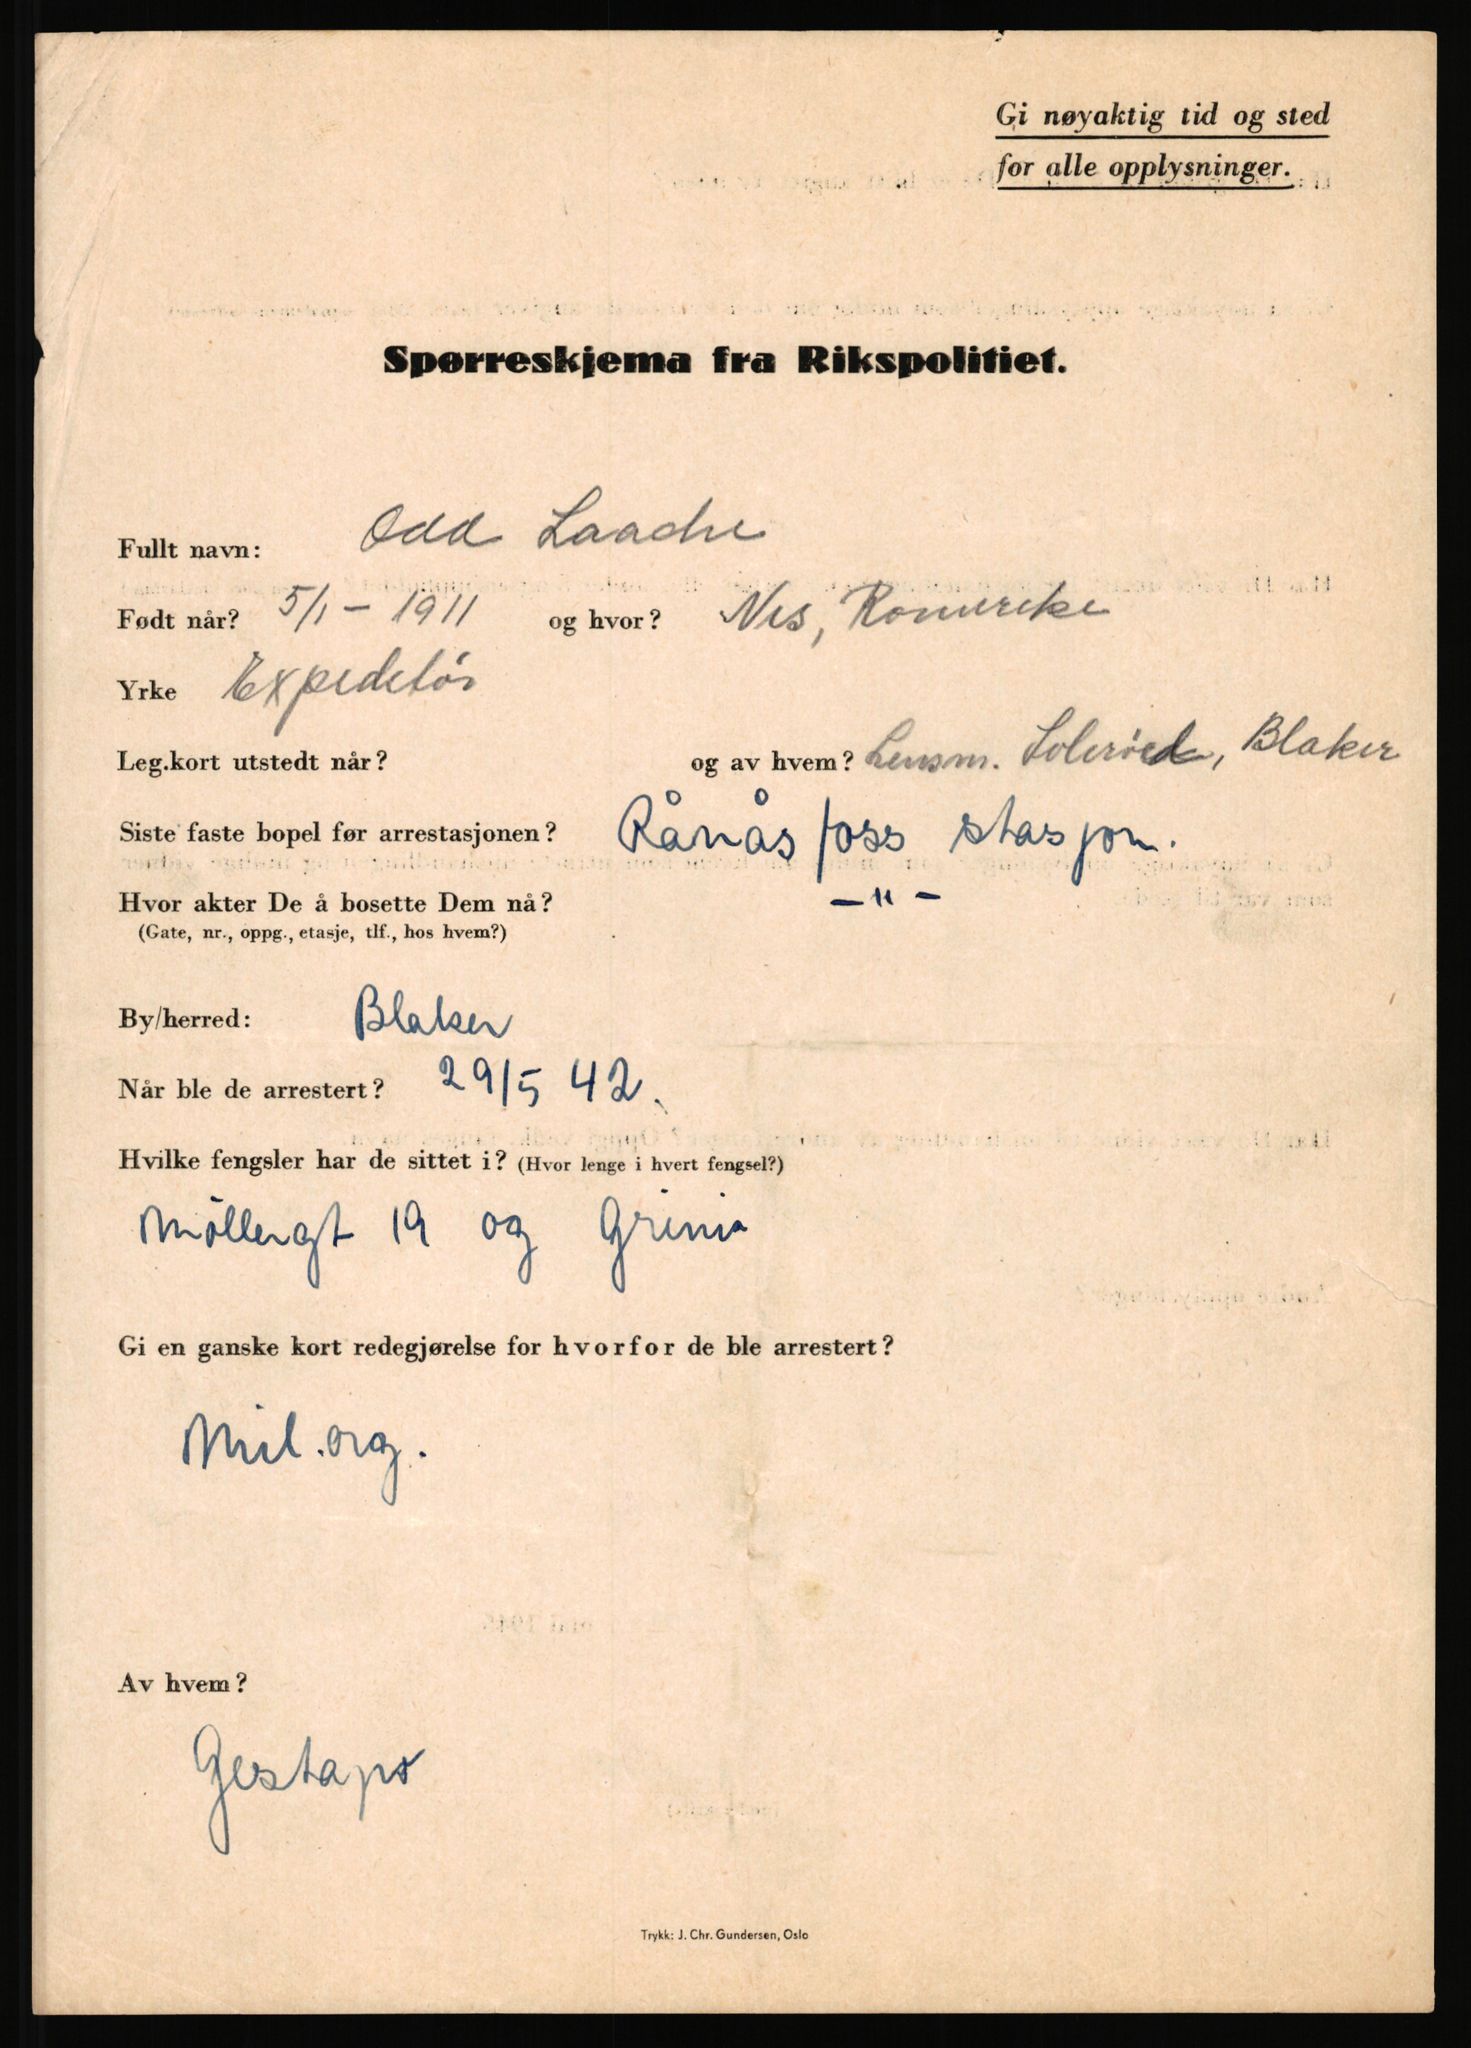 Gi nøyaktig tid og sted
for alle opplysninger.
Spørreskjema fra Rikspolitiet.
Fullt navn: Odd Laache
Født når? 5/1 - 1911 og hvor? Nes, Romerike
Yrke Expeditør
Leg.kort utstedt når? og av hvem? Lensm. Solerød, Blaker
Siste faste bopel før arrestasjonen? Rånåsfoss stasjon.
Hvor akter De å bosette Dem nå? — " —
(Gate, nr., oppg., etasje, tlf., hos hvem?)
By/herred: Blaker
Når ble de arrestert? 29/5 42.
Hvilke fengsler har de sittet i? (Hvor lenge i hvert fengsel?)
Møllergt 19 og Grini
Gi en ganske kort redegjørelse for hvorfor de ble arrestert?
Mil.org.
Av hvem?
Gestapo
Trykk: J. Chr. Gundersen, Oslo